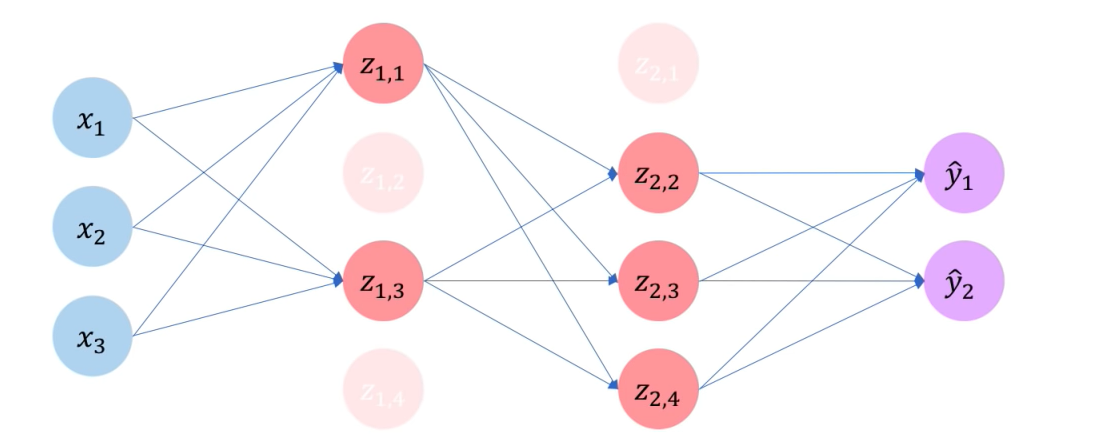 x₁
x₂
x₃
z₁,₁
z₁,₂
z₁,₃
z₁,₄
z₂,₁
z₂,₂
z₂,₃
z₂,₄
ŷ₁
ŷ₂